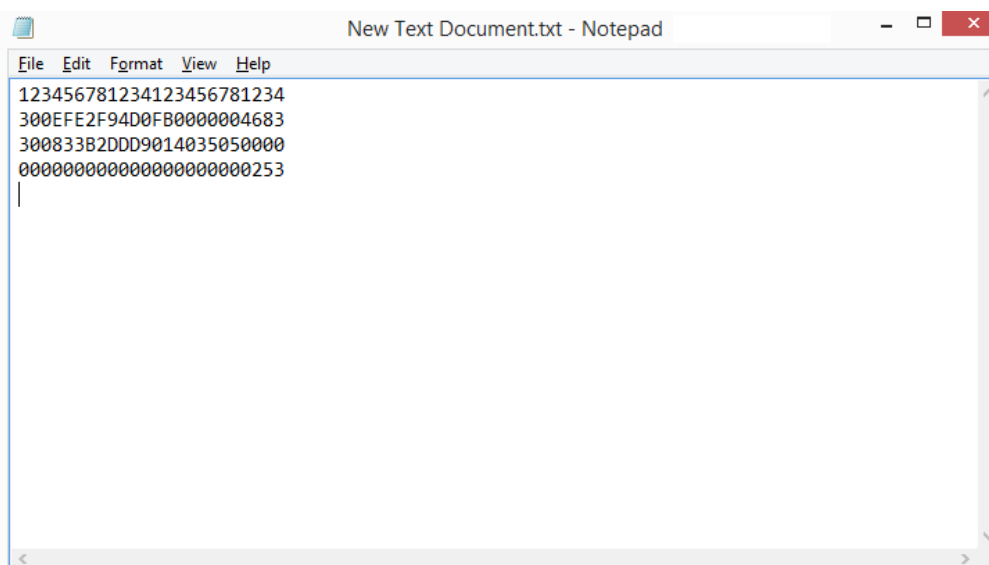 New Text Document.txt - Notepad
File Edit Format View Help
123456781234123456781234
300EFE2F94D0FB0000004683
300833B2DDD9014035050000
000000000000000000000253